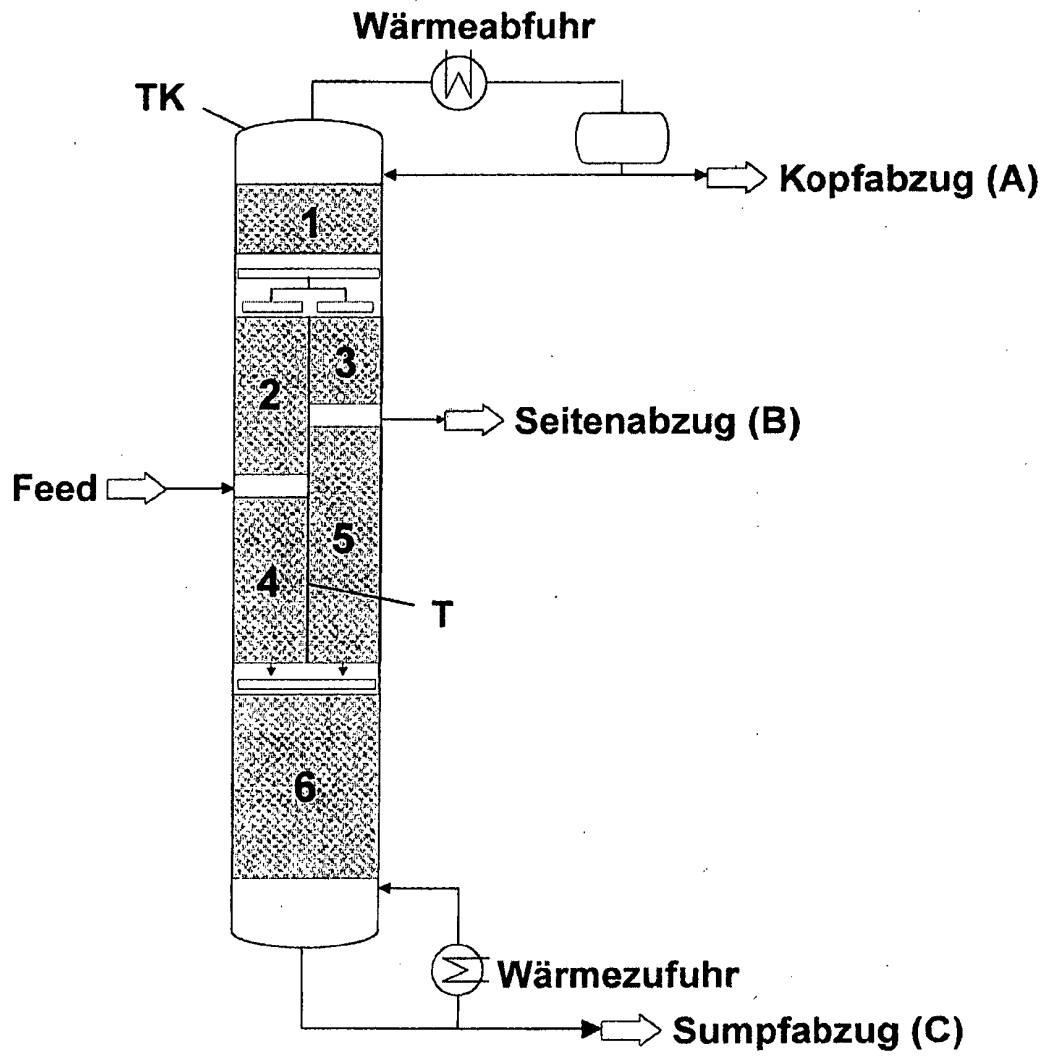 Wärmeabfuhr
TK
Kopfabzug (A)
1
3
2
Seitenabzug (B)
Feed
5
4
T
6
Wärmezufuhr
Sumpfabzug (C)